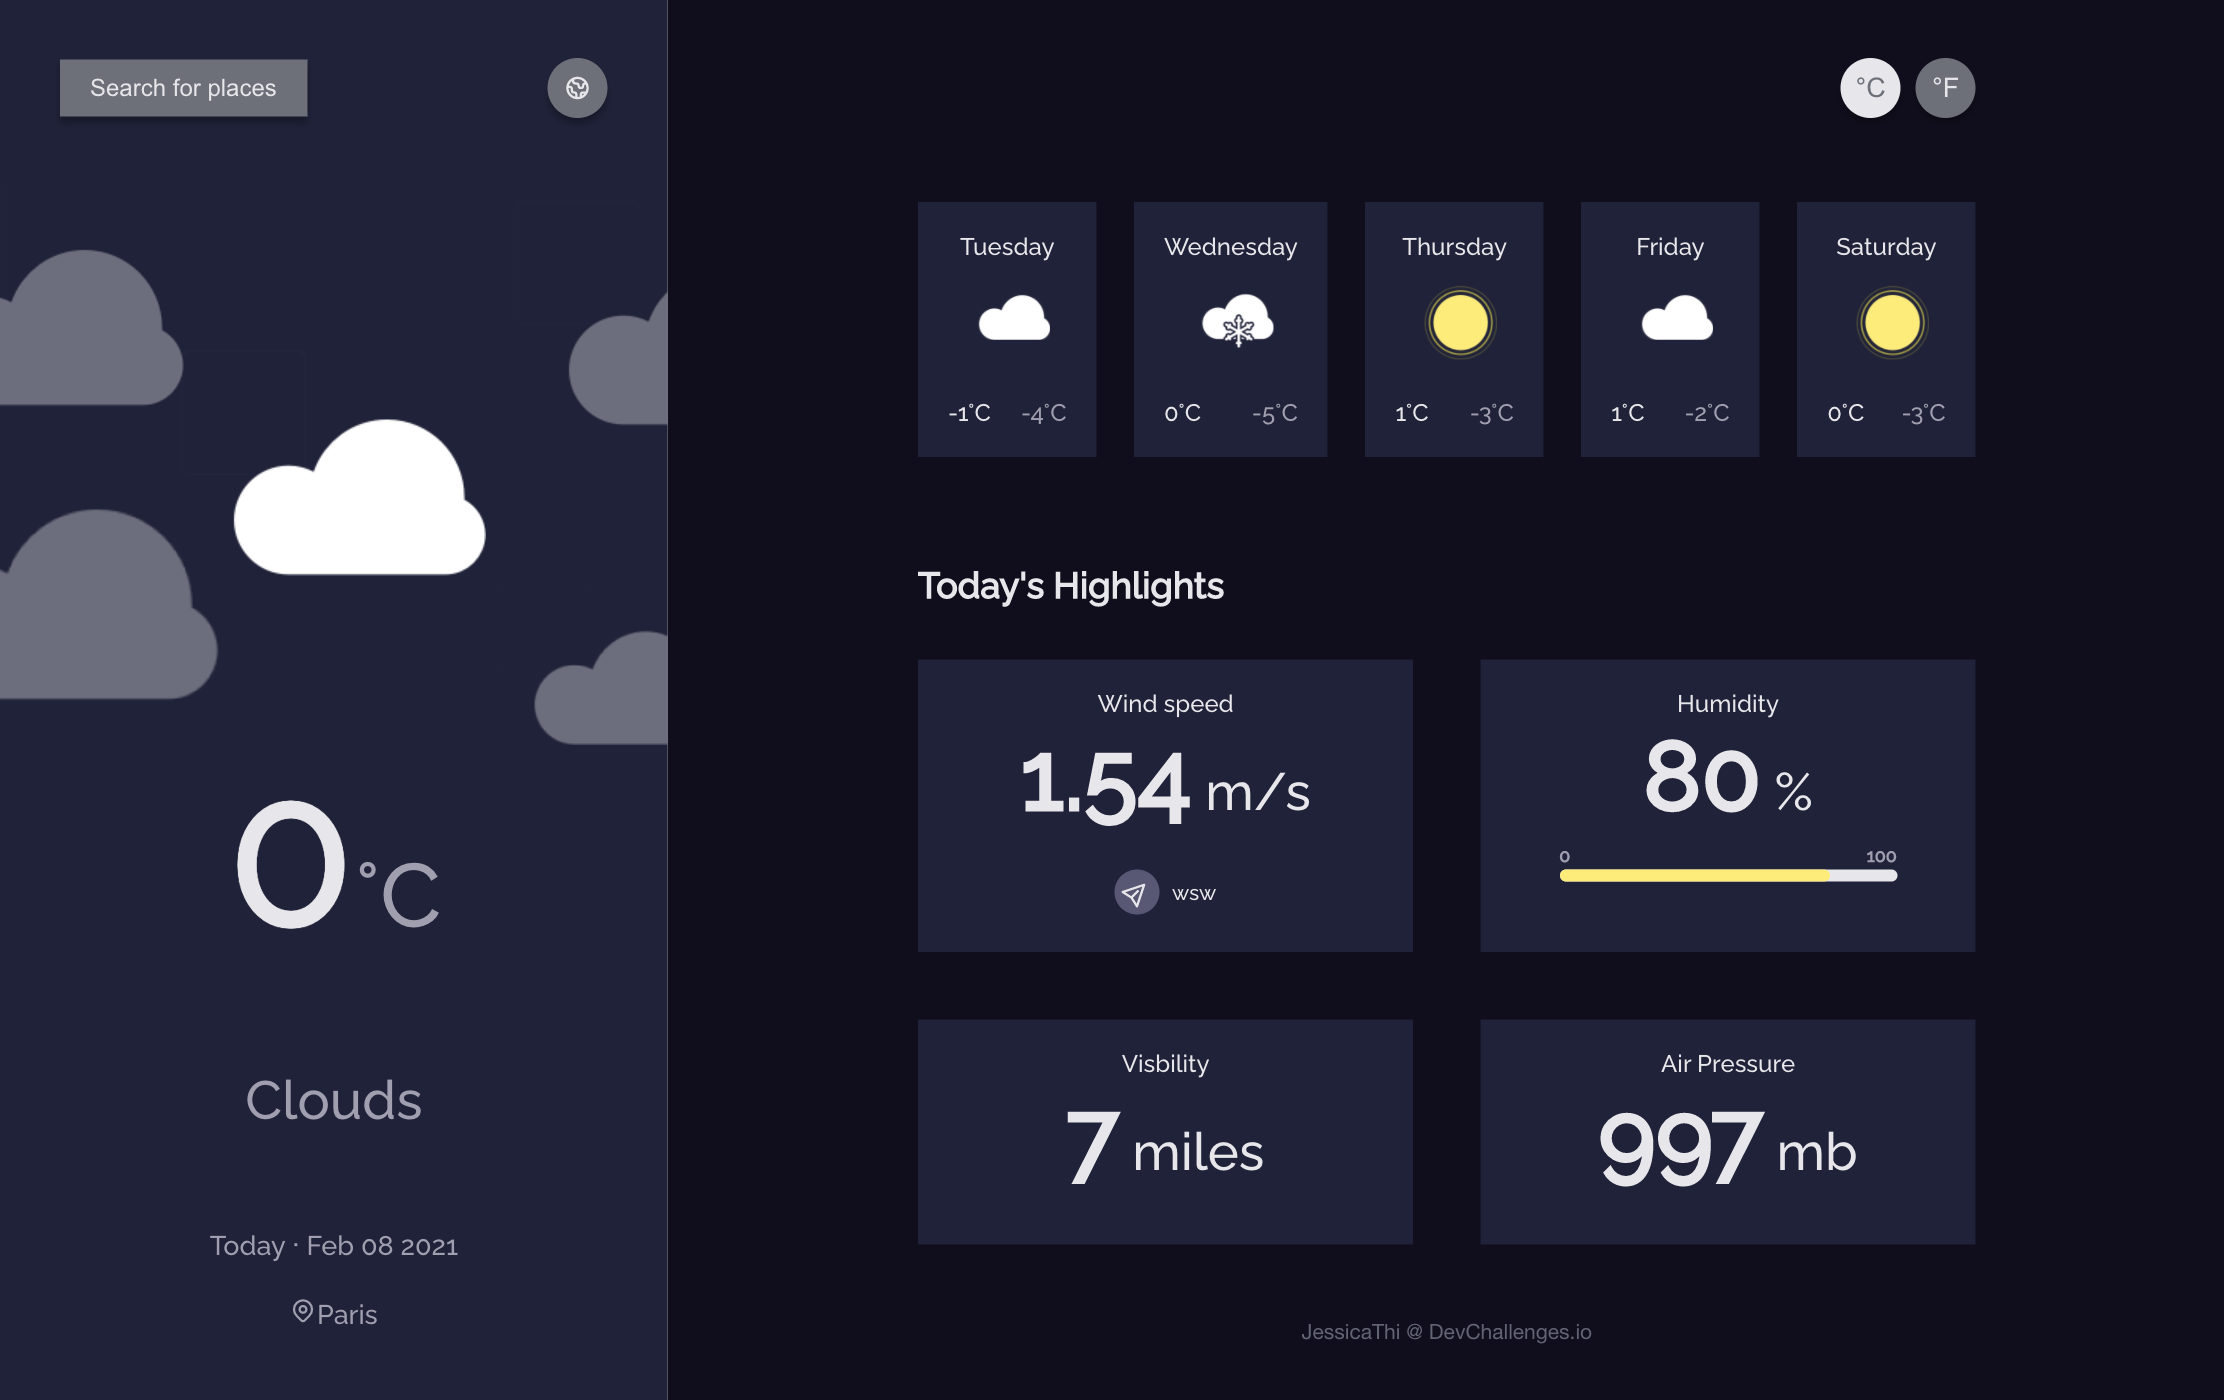 Search for places
0°C
Clouds
Today · Feb 08 2021
Paris
°C °F
Tuesday
-1°C -4°C
Wednesday
0°C -5°C
Thursday
1°C -3°C
Friday
1°C -2°C
Saturday
0°C -3°C
Today's Highlights
Wind speed
1.54 m/s
wsw
Humidity
80 %
0 100
Visbility
7 miles
Air Pressure
997 mb
JessicaThi @ DevChallenges.io